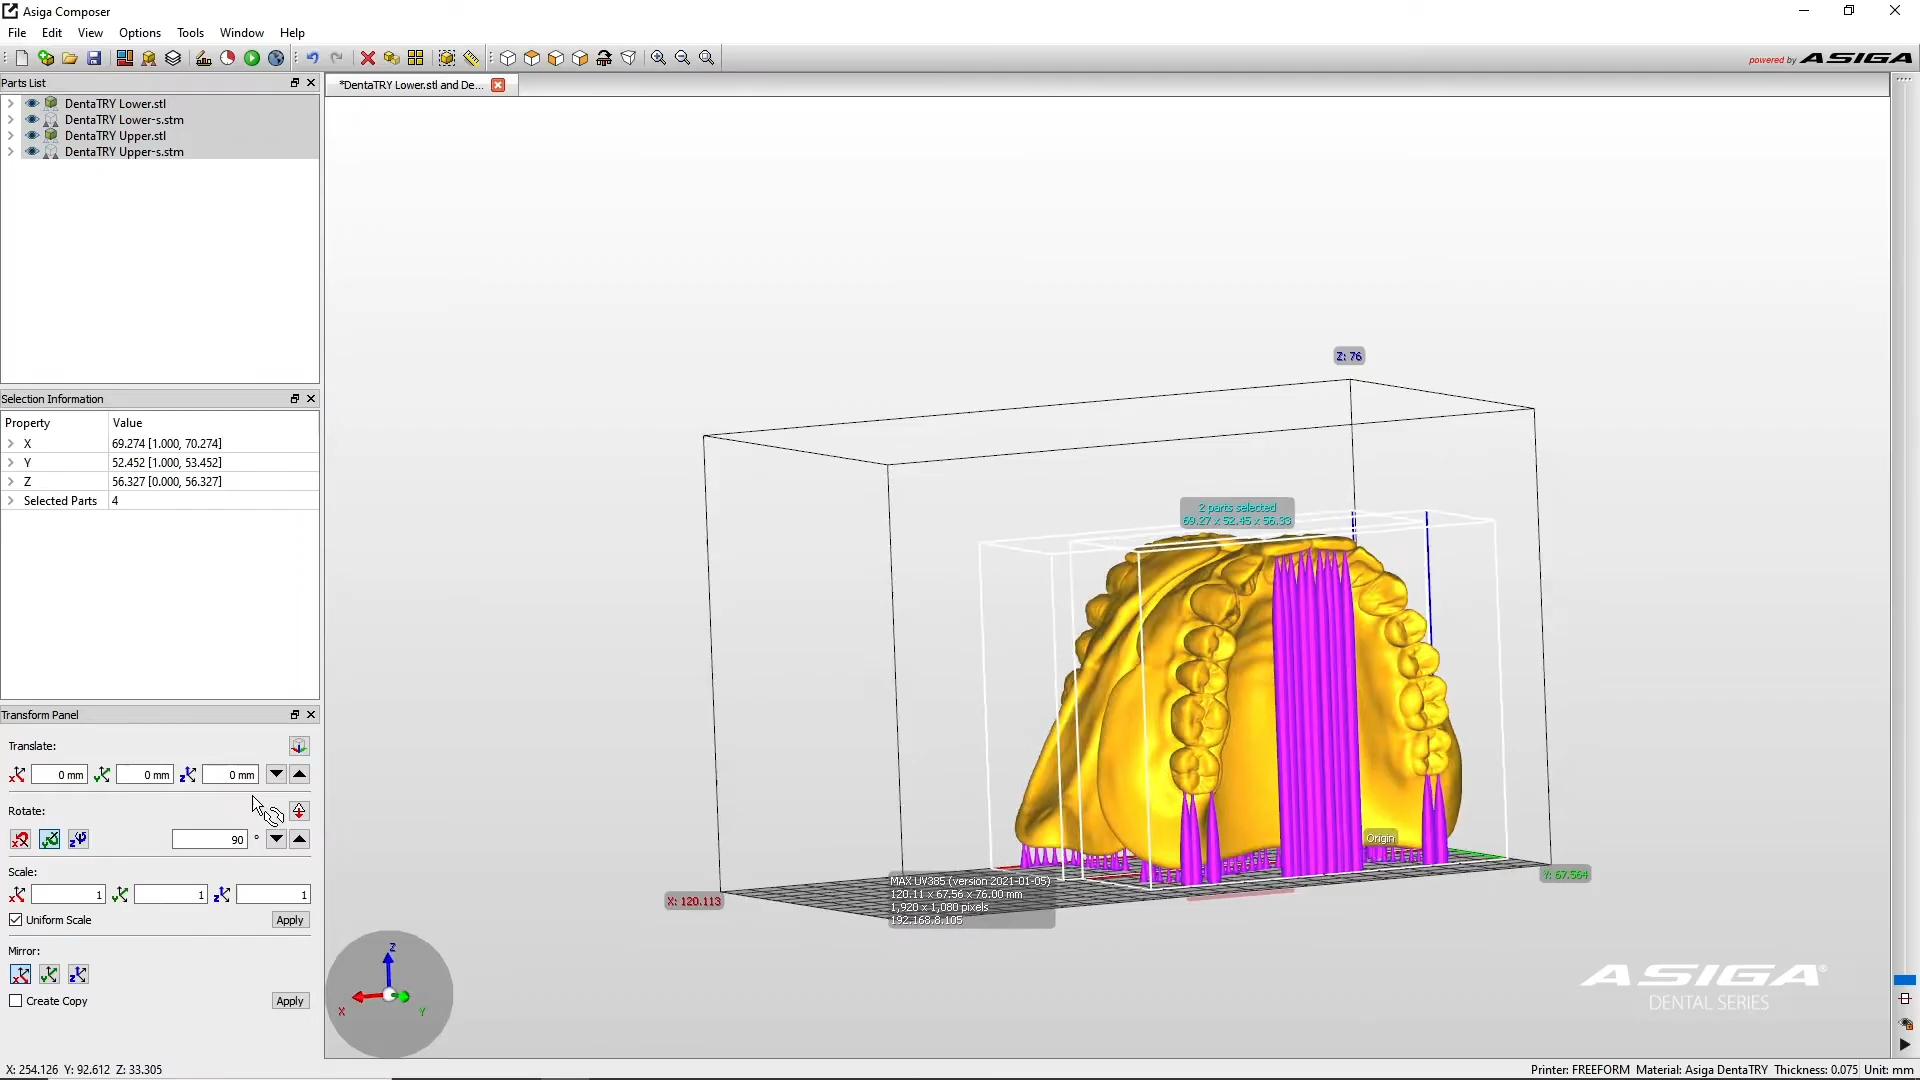 Asiga Composer
File Edit View Options Tools Window Help
powered by ASIGA
Parts List
*DentaTRY Lower.stl and De...
DentaTRY Lower.stl
DentaTRY Lower-s.stm
DentaTRY Upper.stl
DentaTRY Upper-s.stm
Z: 76
Selection Information
Property Value
X 69.274 [1.000, 70.274]
Y 52.452 [1.000, 53.452]
Z 56.327 [0.000, 56.327]
Selected Parts 4
2 parts selected
69.27 x 52.45 x 56.33
Transform Panel
Translate:
0 mm 0 mm 0 mm
Rotate:
90 °
Origin
Scale:
1 1 1
Uniform Scale Apply
Y: 67.564
X: 120.113
MAX UV385 (version 2021-01-05)
120.11 x 67.56 x 76.00 mm
1,920 x 1,080 pixels
192.168.8.105
Mirror:
Create Copy Apply
Z
X
Y
ASIGA®
DENTAL SERIES
X: 254.126 Y: 92.612 Z: 33.305
Printer: FREEFORM Material: Asiga DentaTRY Thickness: 0.075 Unit: mm